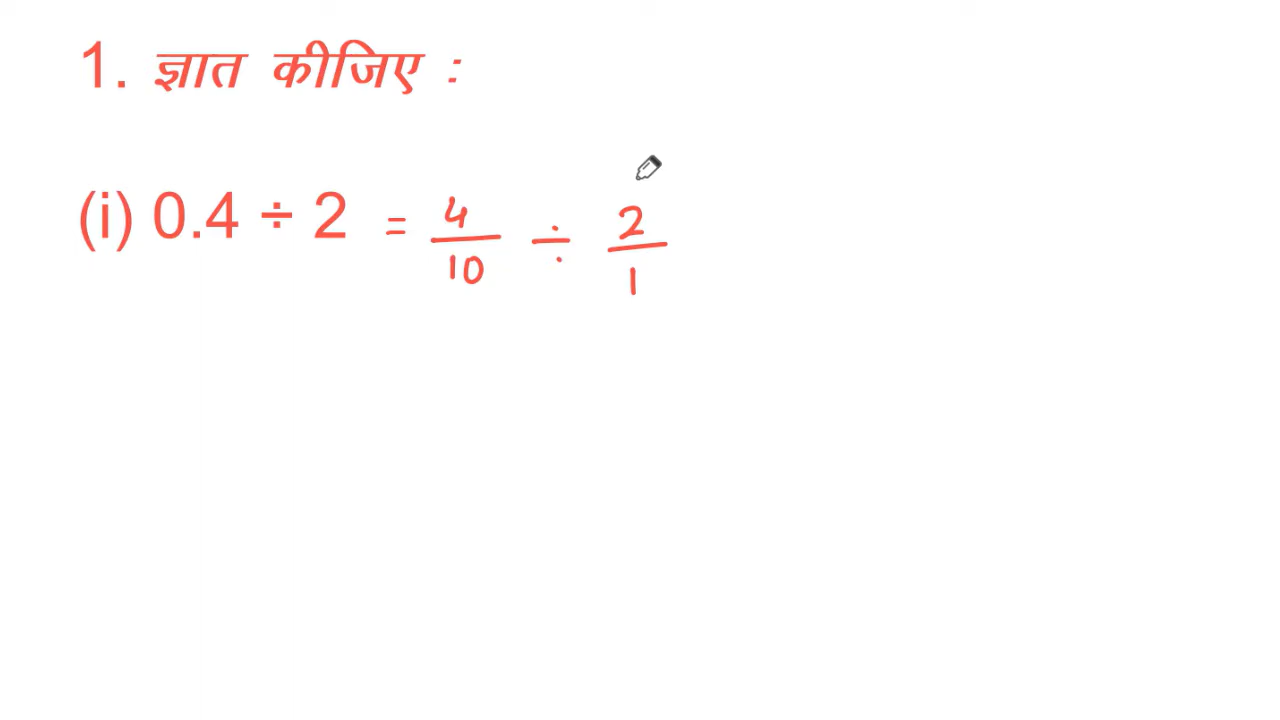 1. ज्ञात कीजिए :
(i) 0.4 ÷ 2 = 4/10 ÷ 2/1